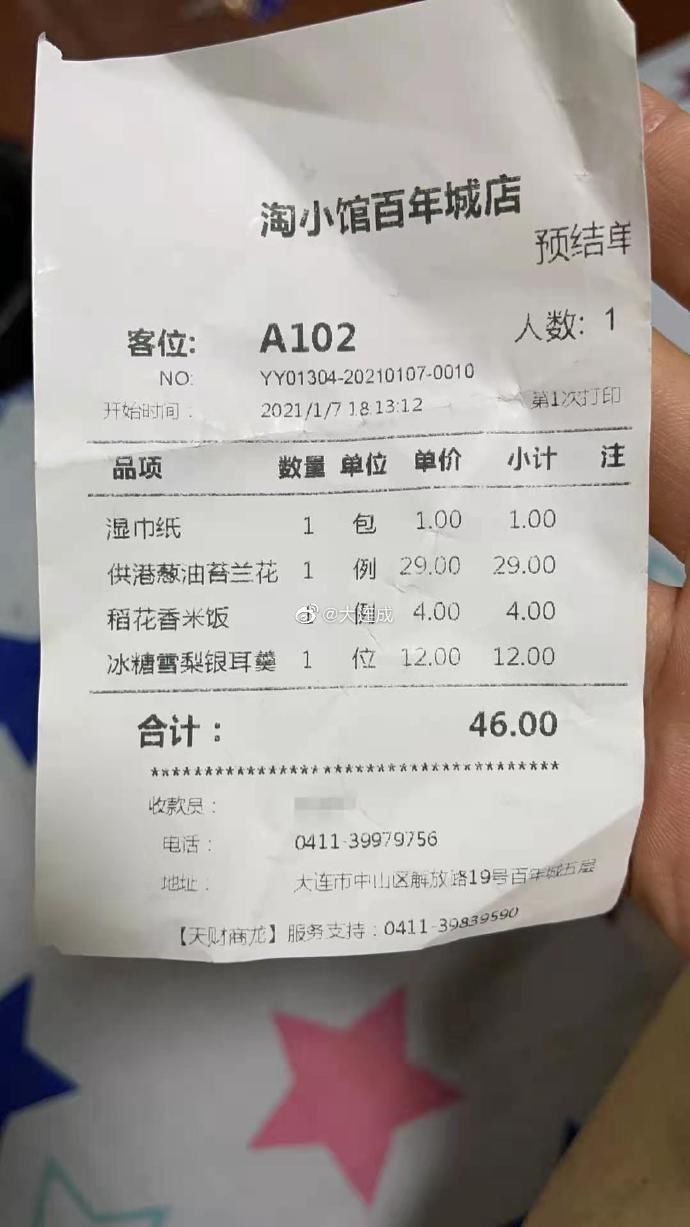 淘小馆百年城店
预结单
客位: A102 人数: 1
NO: YY01304-20210107-0010
开始时间: 2021/1/7 18:13:12 第1次打印
品项 数量 单位 单价 小计 注
湿巾纸 1 包 1.00 1.00
供港葱油苔兰花 1 例 29.00 29.00
稻花香米饭 1 例 4.00 4.00
@大连成
冰糖雪梨银耳羹 1 位 12.00 12.00
合计: 46.00
****************************************
收款员:
电话: 0411-39979756
地址: 大连市中山区解放路19号百年城五层
【天财商龙】服务支持:0411-39839590